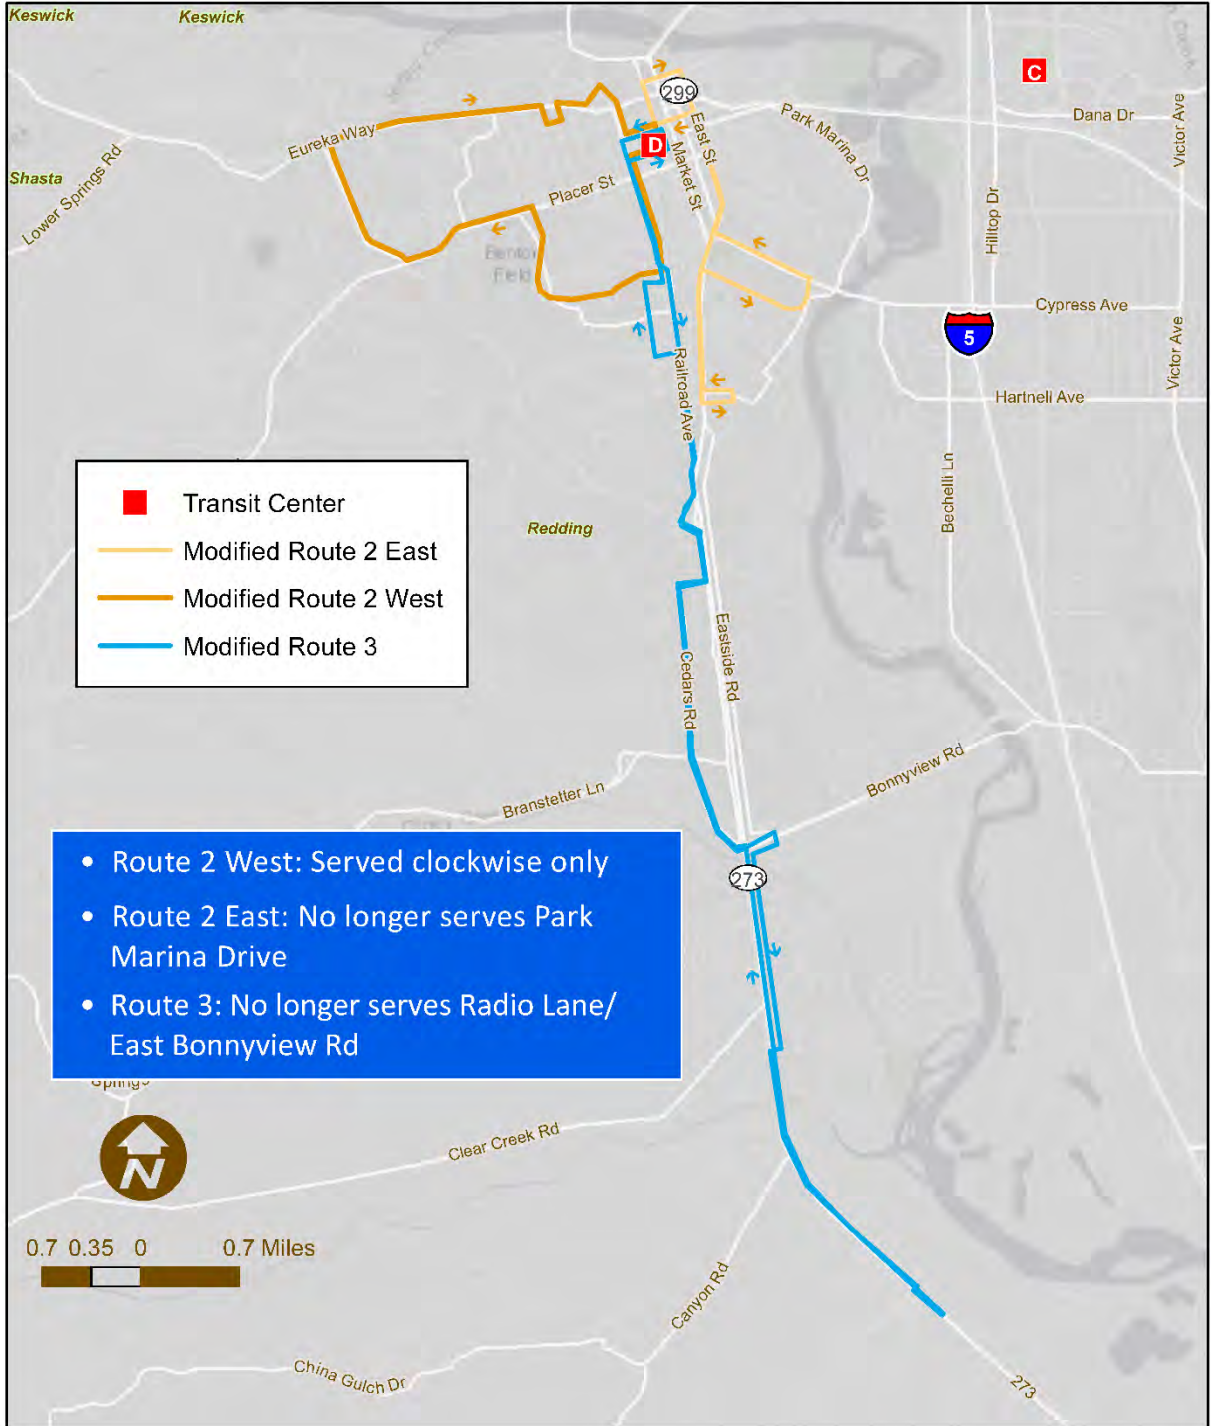 Keswick
Keswick
C
299
Dana Dr
Park Marina Dr
East St
Market St
Victor Ave
Eureka Way
D
Lower Springs Rd
Shasta
Placer St
Hilltop Dr
Benton
Field
Cypress Ave
5
Railroad Ave
Victor Ave
Hartnell Ave
Bechelli Ln
Transit Center
Modified Route 2 East
Modified Route 2 West
Modified Route 3
Redding
Eastside Rd
Cedars Rd
Bonnyview Rd
Branstetter Ln
• Route 2 West: Served clockwise only
• Route 2 East: No longer serves Park
Marina Drive
• Route 3: No longer serves Radio Lane/
East Bonnyview Rd
273
Springs
Clear Creek Rd
N
0.7 0.35 0 0.7 Miles
Canyon Rd
China Gulch Dr
273